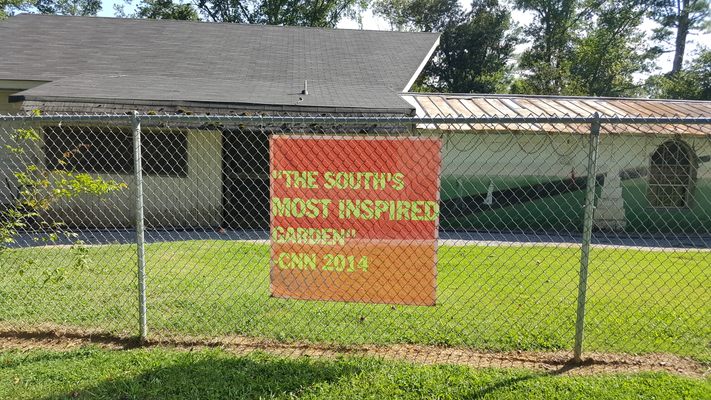 "THE SOUTH'S
MOST INSPIRED
GARDEN"
-CNN 2014